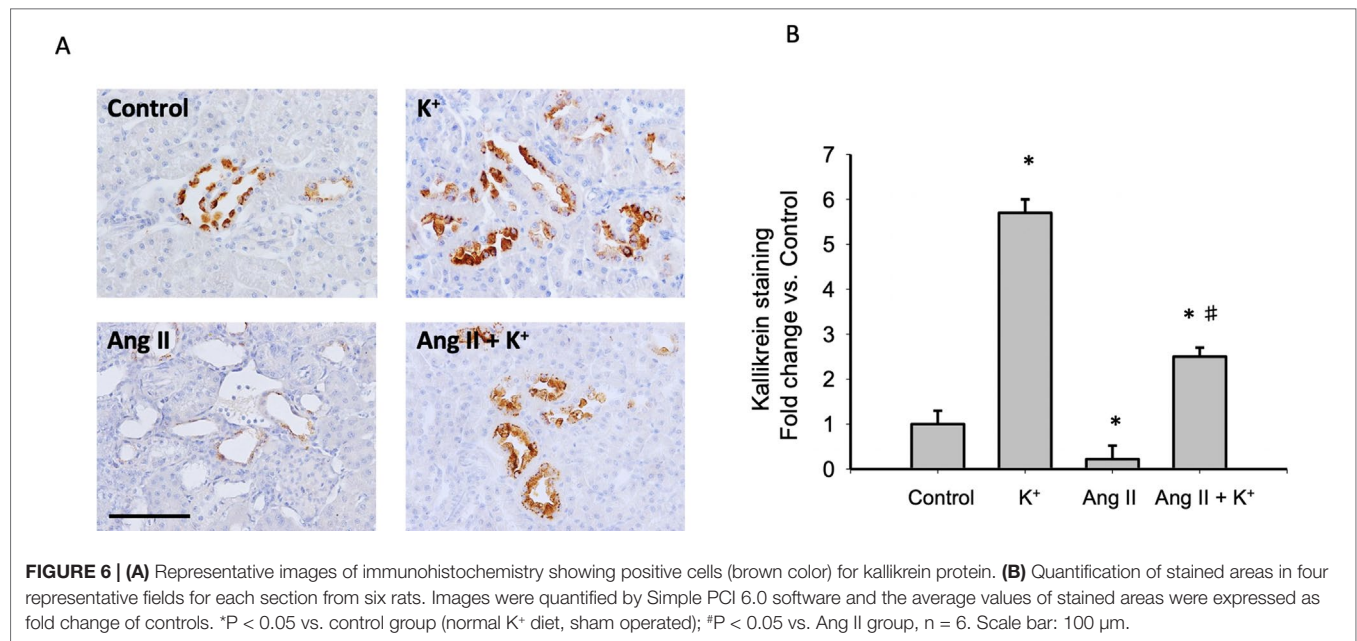 A
B
Control
K⁺
Ang II
Ang II + K⁺
Kallikrein staining
Fold change vs. Control
7
6
5
4
3
2
1
0
*
*
* #
Control
K⁺
Ang II
Ang II + K⁺
FIGURE 6 | (A) Representative images of immunohistochemistry showing positive cells (brown color) for kallikrein protein. (B) Quantification of stained areas in four
representative fields for each section from six rats. Images were quantified by Simple PCI 6.0 software and the average values of stained areas were expressed as
fold change of controls. *P < 0.05 vs. control group (normal K⁺ diet, sham operated); #P < 0.05 vs. Ang II group, n = 6. Scale bar: 100 μm.